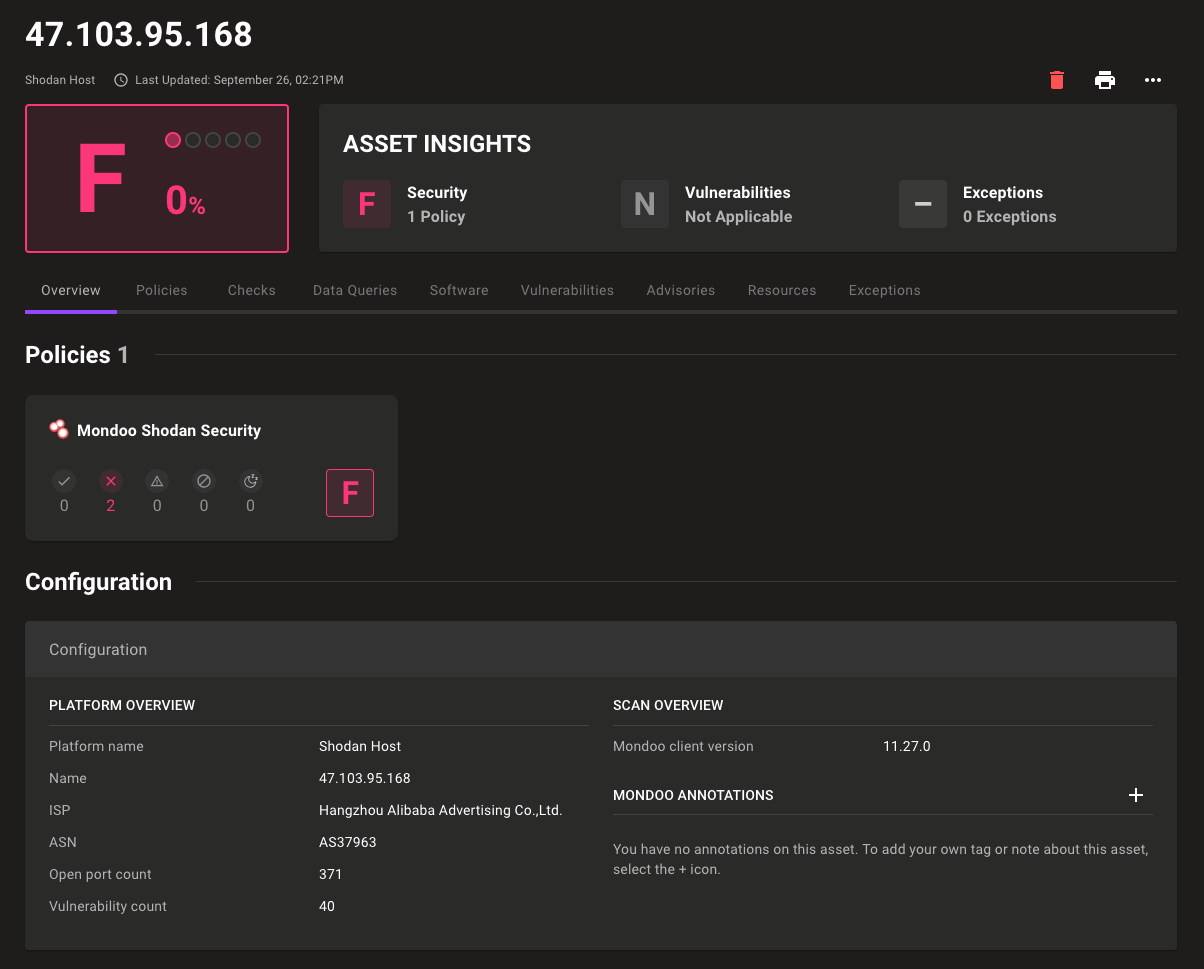 47.103.95.168
Shodan Host Last Updated: September 26, 02:21PM
F
0%
ASSET INSIGHTS
F Security
1 Policy
N Vulnerabilities
Not Applicable
Exceptions
0 Exceptions
Overview Policies Checks Data Queries Software Vulnerabilities Advisories Resources Exceptions
Policies 1
Mondoo Shodan Security
0 2 0 0 0
F
Configuration
Configuration
PLATFORM OVERVIEW
Platform name Shodan Host
Name 47.103.95.168
ISP Hangzhou Alibaba Advertising Co.,Ltd.
ASN AS37963
Open port count 371
Vulnerability count 40
SCAN OVERVIEW
Mondoo client version 11.27.0
MONDOO ANNOTATIONS +
You have no annotations on this asset. To add your own tag or note about this asset,
select the + icon.